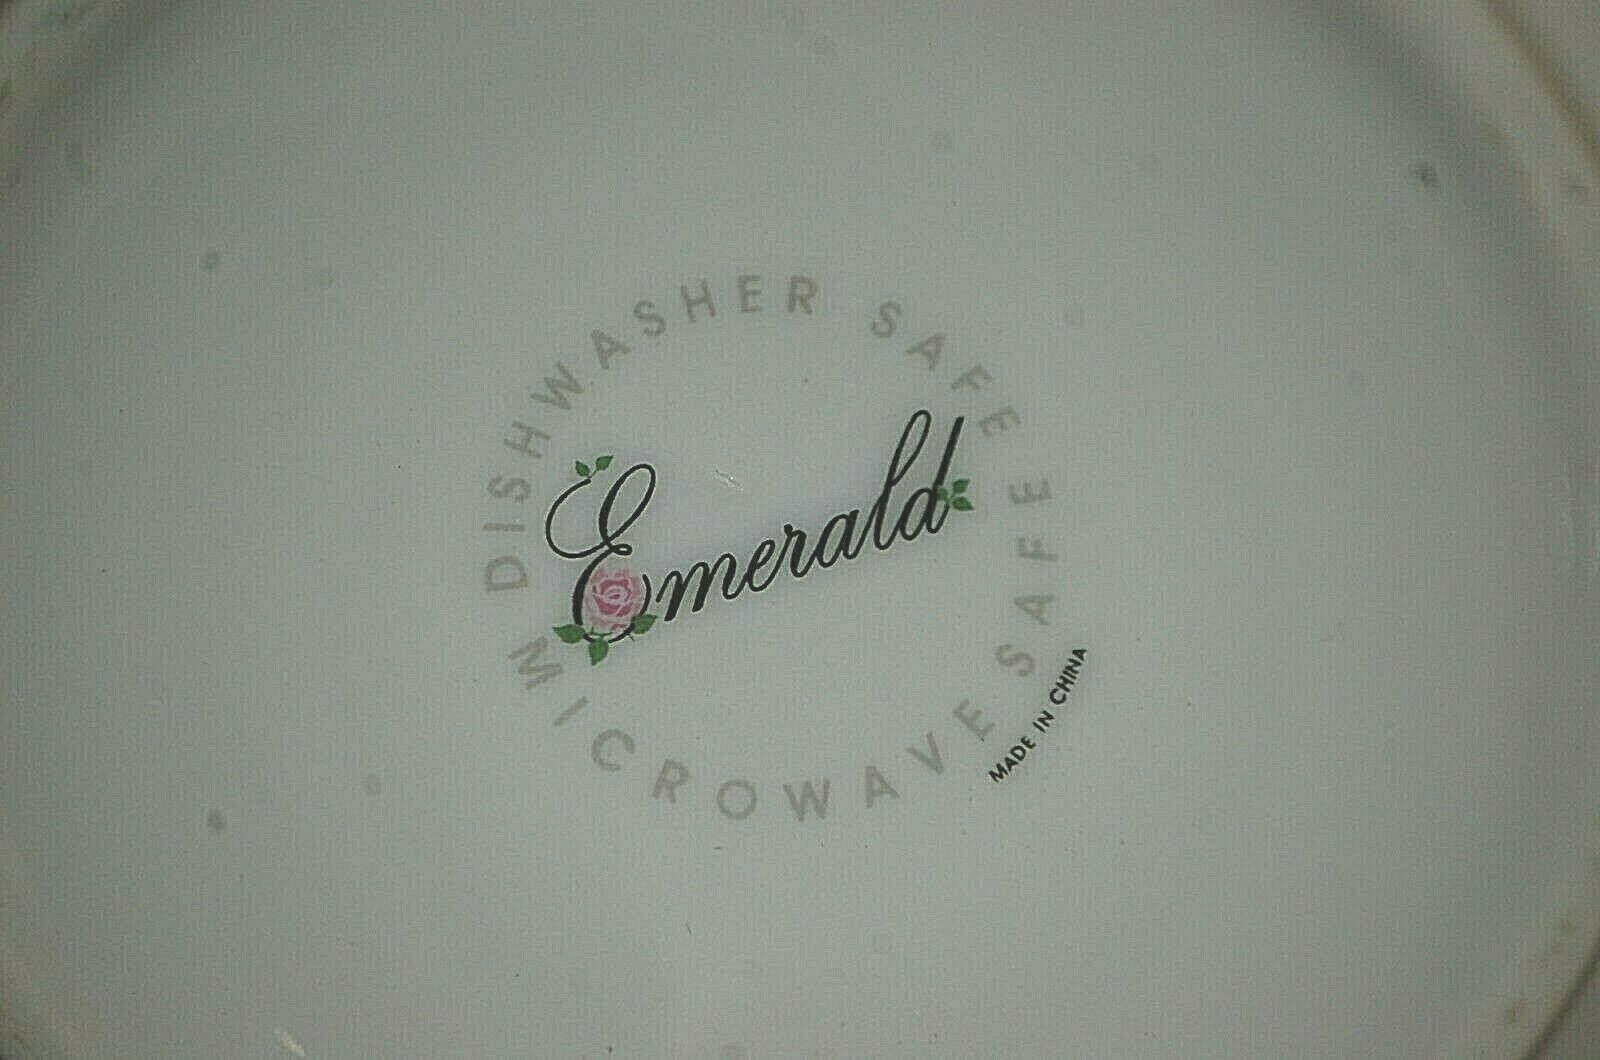 DISHWASHER SAFE
Emerald
MICROWAVE SAFE
MADE IN CHINA